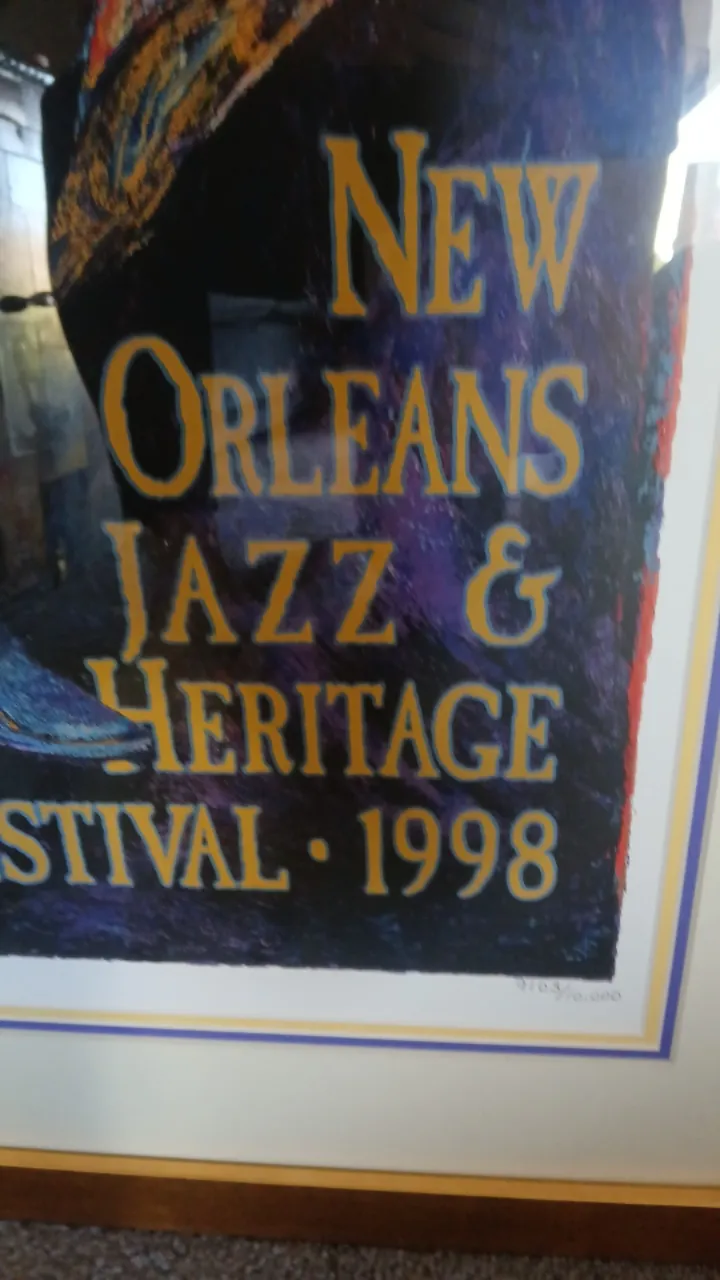 NEW
ORLEANS
JAZZ &
HERITAGE
STIVAL · 1998